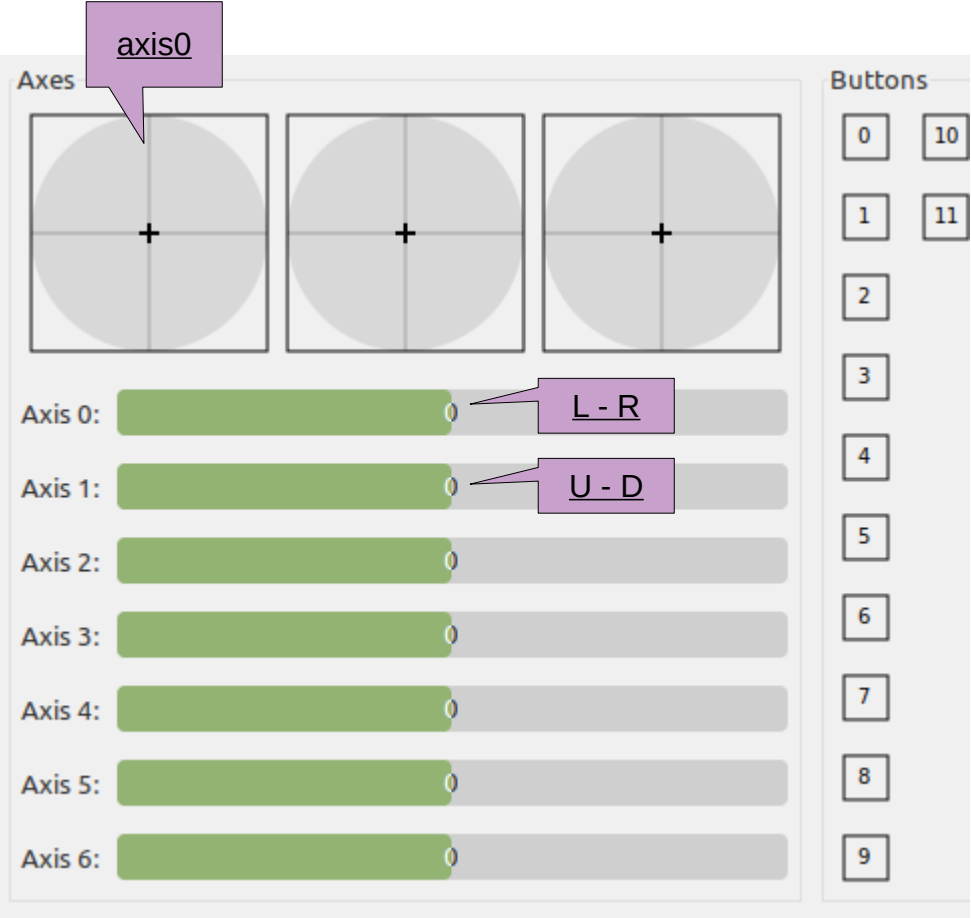 axis0
Axes
Axis 0: 0 L - R
Axis 1: 0 U - D
Axis 2: 0
Axis 3: 0
Axis 4: 0
Axis 5: 0
Axis 6: 0
Buttons
0 10
1 11
2
3
4
5
6
7
8
9